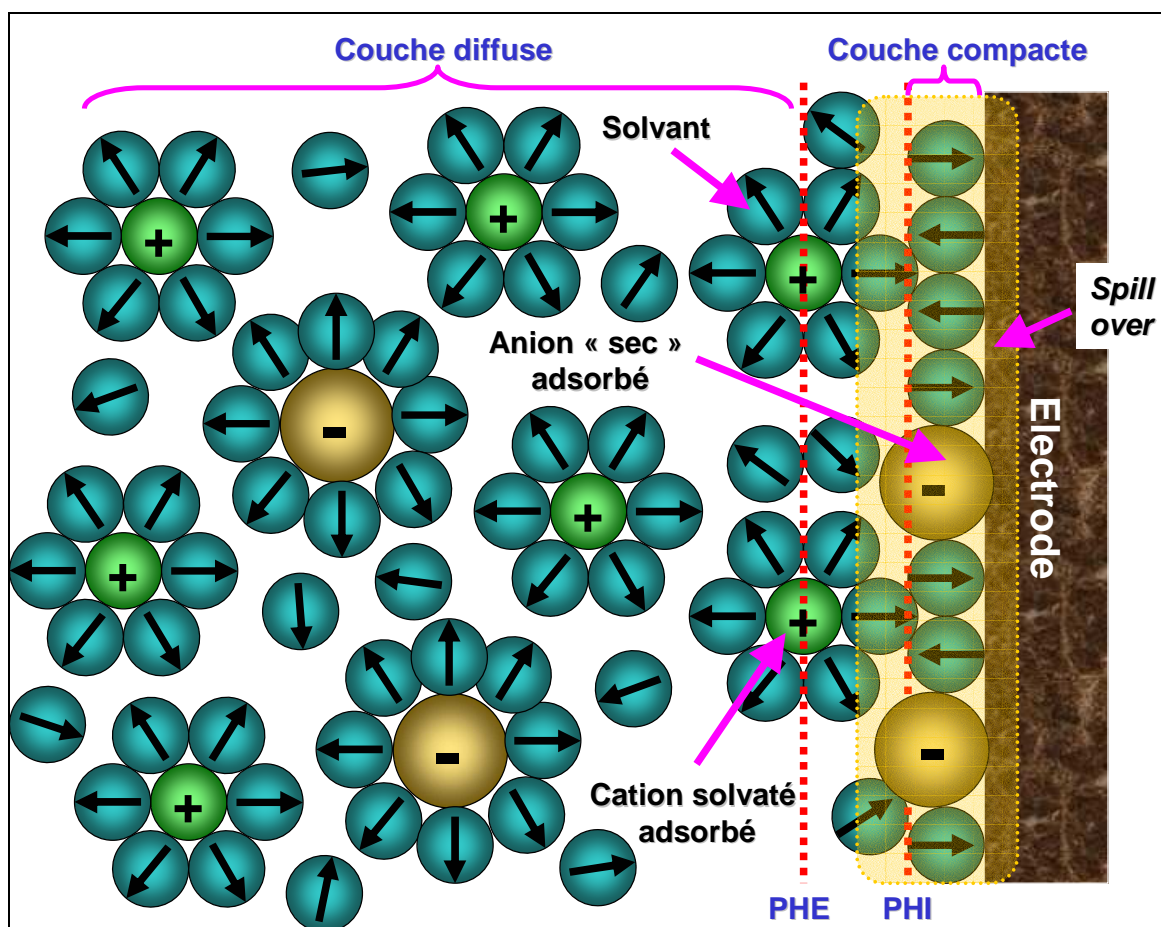 Couche diffuse
Couche compacte
Solvant
Spill
over
Anion « sec »
adsorbé
Electrode
Cation solvaté
adsorbé
PHE
PHI
+
+
+
-
+
-
+
+
-
+
-
+